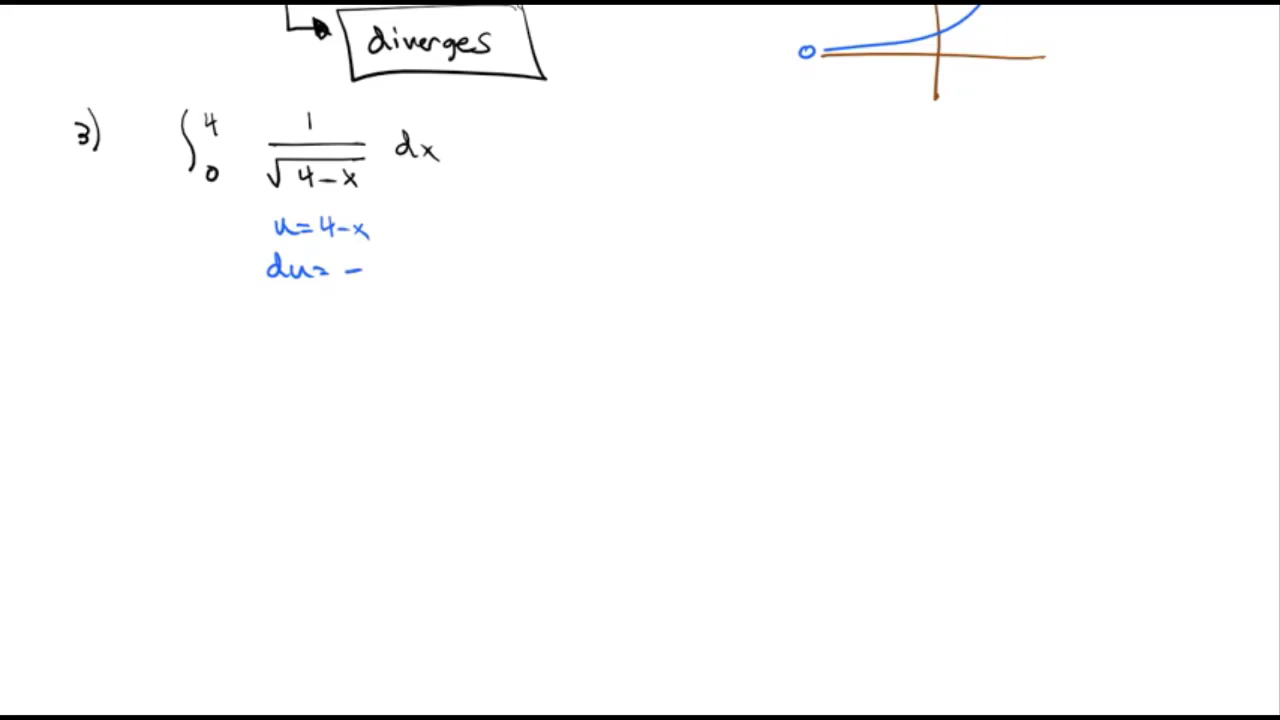 diverges
0
3) ∫₀⁴ 1/√(4-x) dx
u=4-x
du= -